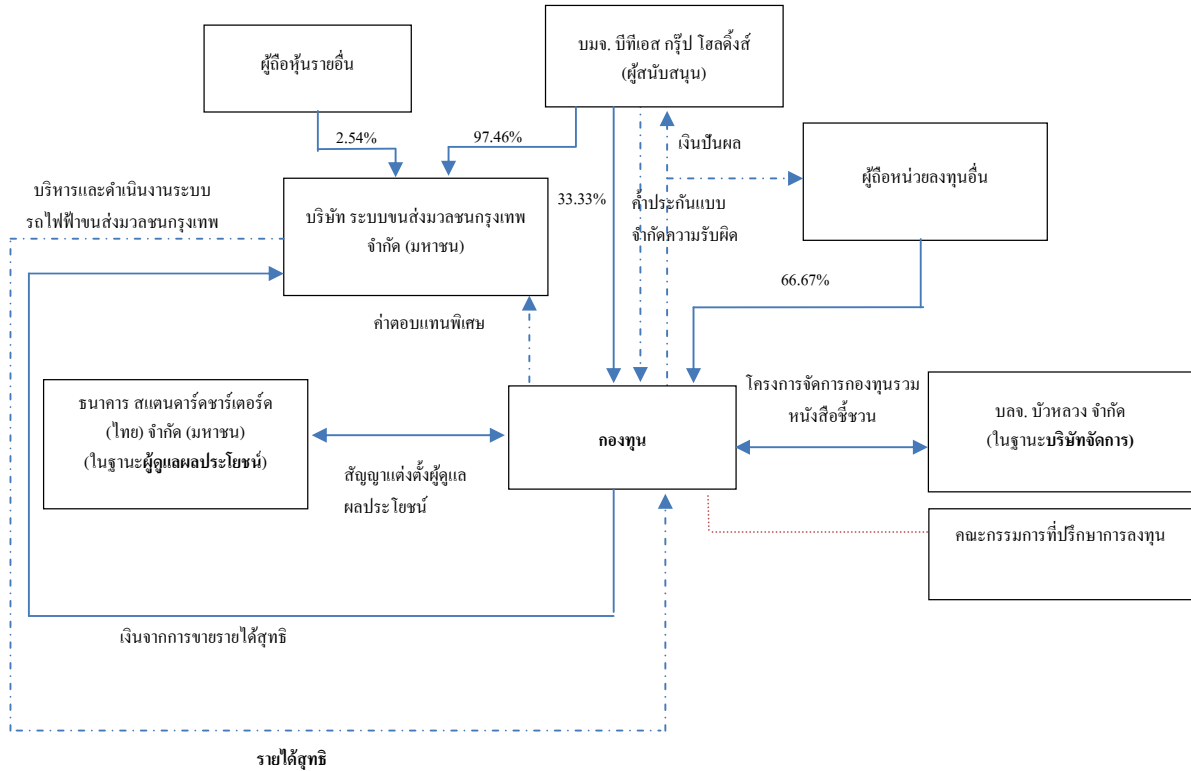 บมจ. บีทีเอส กรุ๊ป โฮลดิ้งส์
(ผู้สนับสนุน)
ผู้ถือหุ้นรายอื่น
2.54%
97.46%
เงินปันผล
ผู้ถือหน่วยลงทุนอื่น
บริหารและดำเนินงานระบบ
รถไฟฟ้าขนส่งมวลชนกรุงเทพ
บริษัท ระบบขนส่งมวลชนกรุงเทพ
จำกัด (มหาชน)
33.33%
ค้ำประกันแบบ
จำกัดความรับผิด
66.67%
ค่าตอบแทนพิเศษ
ธนาคาร สแตนดาร์ดชาร์เตอร์ด
(ไทย) จำกัด (มหาชน)
(ในฐานะผู้ดูแลผลประโยชน์)
สัญญาแต่งตั้งผู้ดูแล
ผลประโยชน์
กองทุน
โครงการจัดการกองทุนรวม
หนังสือชี้ชวน
บลจ. บัวหลวง จำกัด
(ในฐานะบริษัทจัดการ)
คณะกรรมการที่ปรึกษาการลงทุน
เงินจากการขายรายได้สุทธิ
รายได้สุทธิ